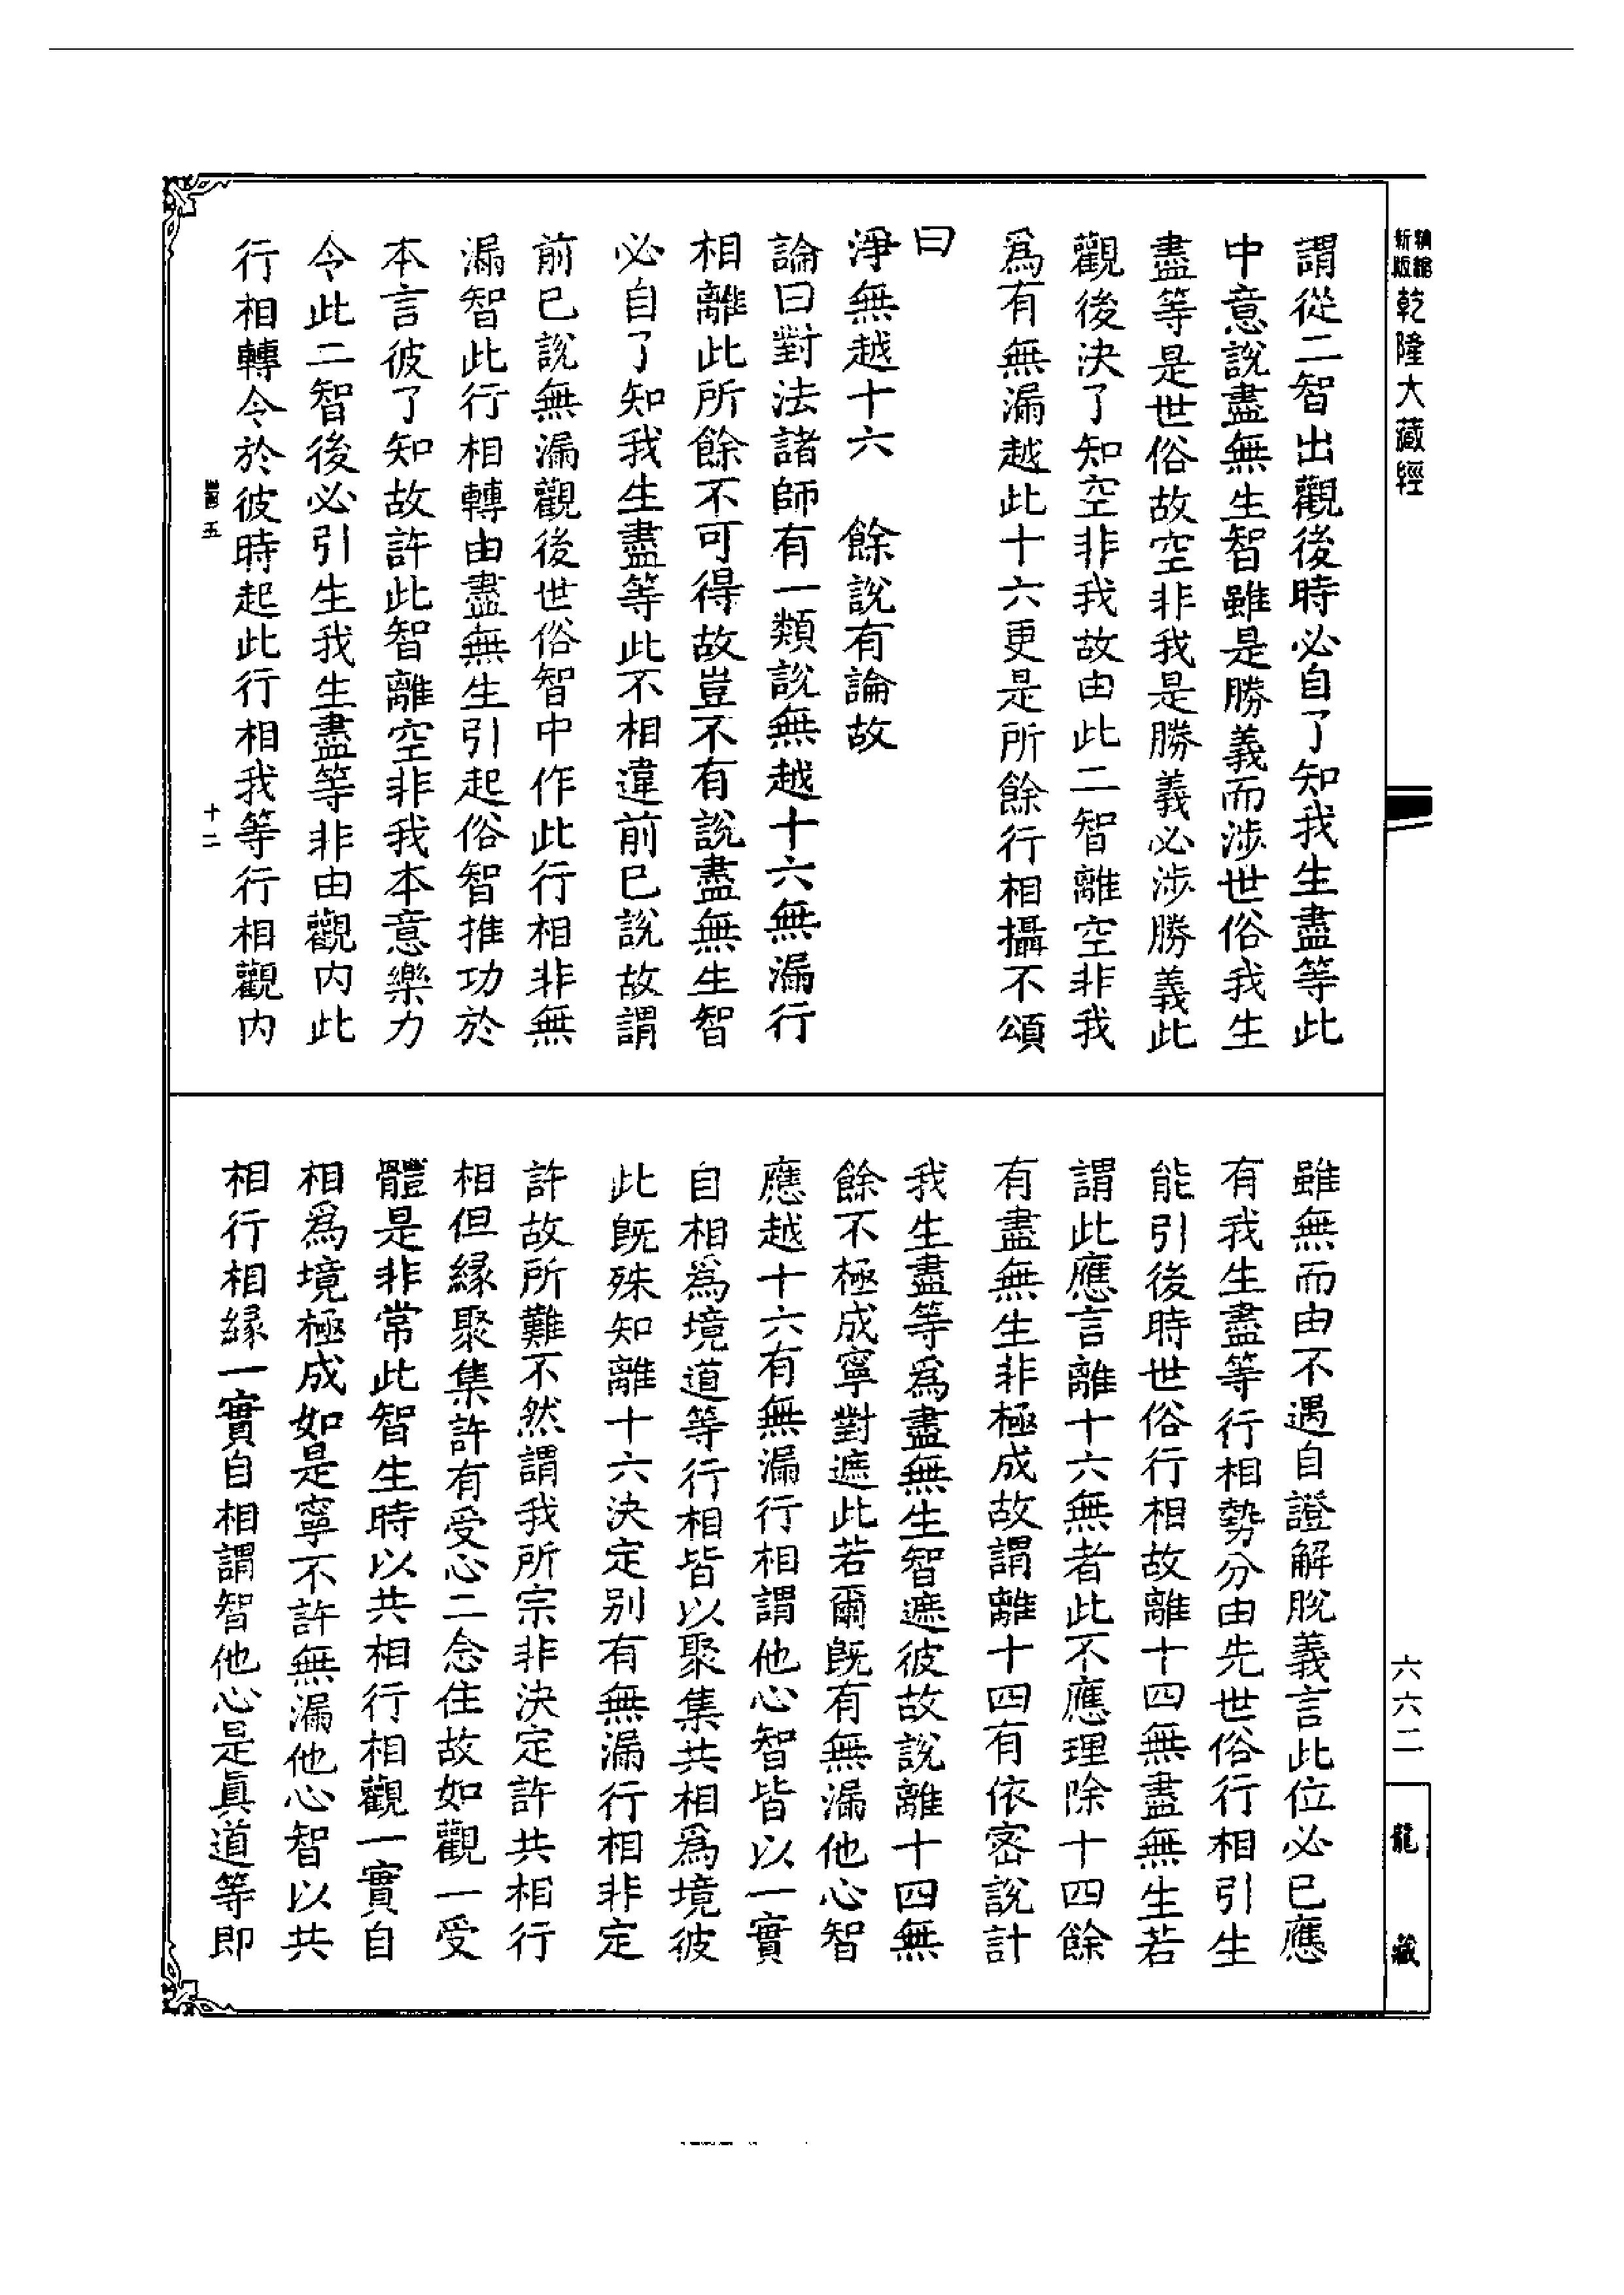 新版
精縮
乾隆大藏經
六六二
龍藏
謂從二智出觀後時必自了知我生盡等此
中意說盡無生智雖是勝義而涉世俗我生
盡等是世俗故空非我是勝義必涉勝義此
觀後決了知空非我故由此二智離空非我
爲有無漏越此十六更是所餘行相攝不頌
曰
淨無越十六　餘說有論故
論曰對法諸師有一類說無越十六無漏行
相離此所餘不可得故豈不有說盡無生智
必自了知我生盡等此不相違前已說故謂
前已說無漏觀後世俗智中作此行相非無
漏智此行相轉由盡無生引起俗智推功於
本言彼了知故許此智離空非我本意樂力
令此二智後必引生我生盡等非由觀內此
行相轉令於彼時起此行相我等行相觀內
五
十二
雖無而由不遇自證解脫義言此位必已應
有我生盡等行相勢分由先世俗行相引生
能引後時世俗行相故離十四無盡無生若
謂此應言離十六無者此不應理除十四餘
有盡無生非極成故謂離十四有依密說計
我生盡等爲盡無生智遮彼故說離十四無
餘不極成寧對遮此若爾既有無漏他心智
應越十六有無漏行相謂他心智皆以一實
自相爲境道等行相皆以聚集共相爲境彼
此既殊知離十六決定別有無漏行相非定
許故所難不然謂我所宗非決定許共相行
相但緣聚集許有受心二念住故如觀一受
體是非常此智生時以共相行相觀一實自
相爲境極成如是寧不許無漏他心智以共
相行相緣一實自相謂智他心是真道等即